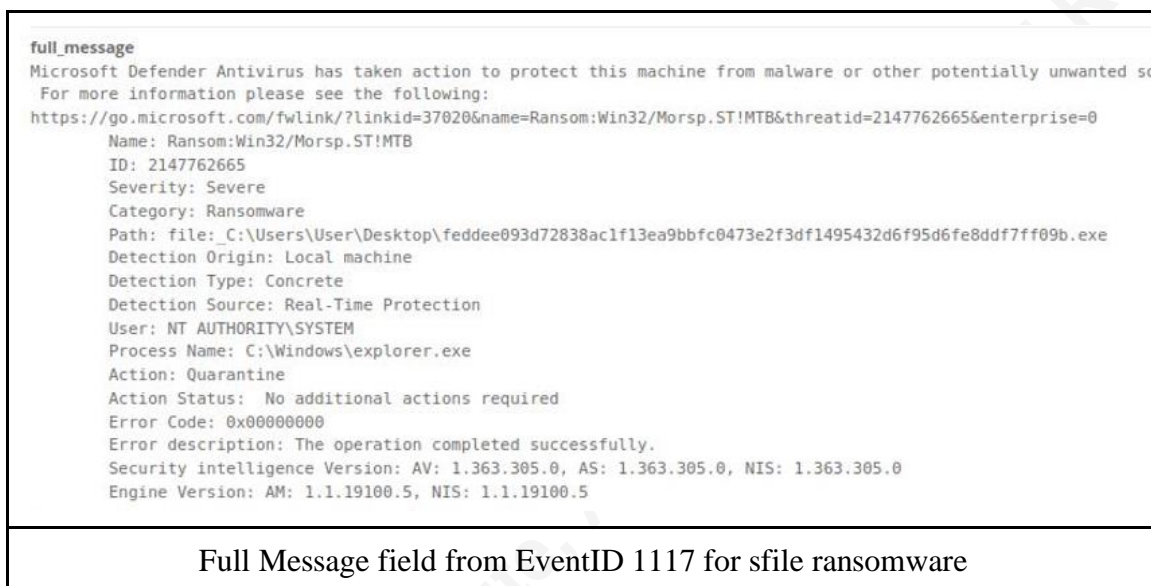 full_message
Microsoft Defender Antivirus has taken action to protect this machine from malware or other potentially unwanted
For more information please see the following:
https://go.microsoft.com/fwlink/?linkid=37020&name=Ransom:Win32/Morsp.ST!MTB&threatid=2147762665&enterprise=0
Name: Ransom:Win32/Morsp.ST!MTB
ID: 2147762665
Severity: Severe
Category: Ransomware
Path: file:_C:\Users\User\Desktop\feddee093d72838ac1f13ea9bbfc0473e2f3df1495432d6f95d6fe8ddf7ff09b.exe
Detection Origin: Local machine
Detection Type: Concrete
Detection Source: Real-Time Protection
User: NT AUTHORITY\SYSTEM
Process Name: C:\Windows\explorer.exe
Action: Quarantine
Action Status:  No additional actions required
Error Code: 0x00000000
Error description: The operation completed successfully.
Security intelligence Version: AV: 1.363.305.0, AS: 1.363.305.0, NIS: 1.363.305.0
Engine Version: AM: 1.1.19100.5, NIS: 1.1.19100.5
Full Message field from EventID 1117 for sfile ransomware